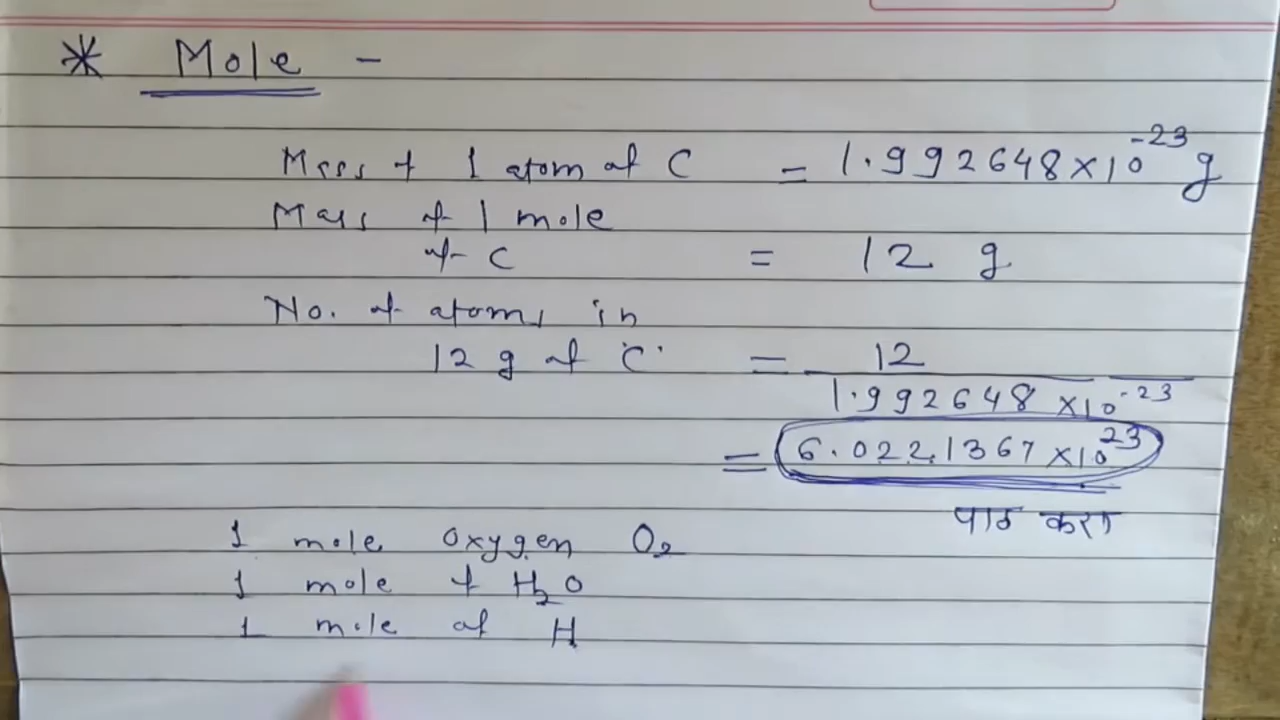 * Mole -
Mass of 1 atom of C = 1.992648×10⁻²³ g
Mass of 1 mole
of C = 12 g
No. of atoms in
12 g of C = 12
1.992648 ×10⁻²³
= 6.0221367 ×10²³
पाठ करा
1 mole oxygen O₂
1 mole of H₂O
1 mole of H